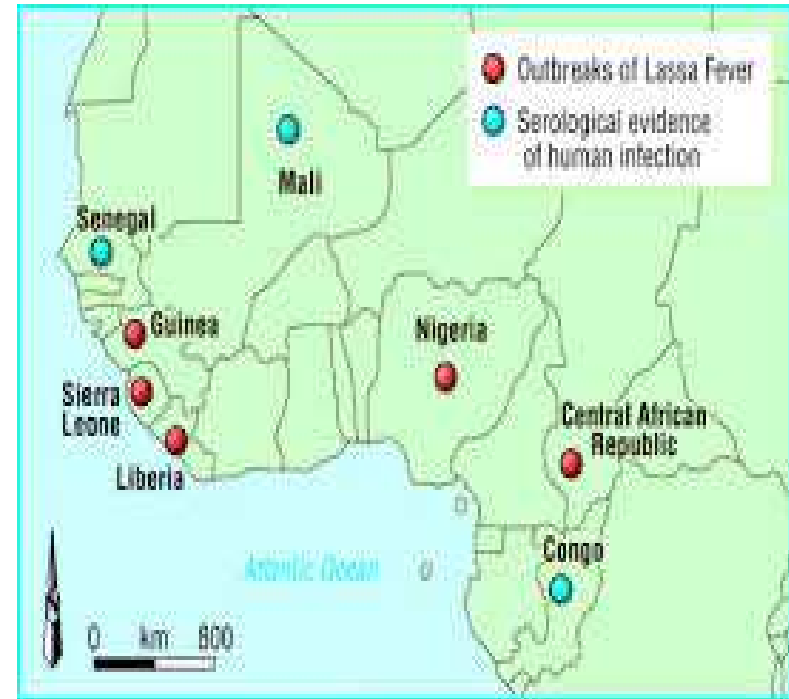 Outbreaks of Lassa Fever
Serological evidence
of human infection
Mali
Senegal
Guinea
Nigeria
Sierra
Leone
Central African
Republic
Liberia
Congo
Atlantic Ocean
0 km 800